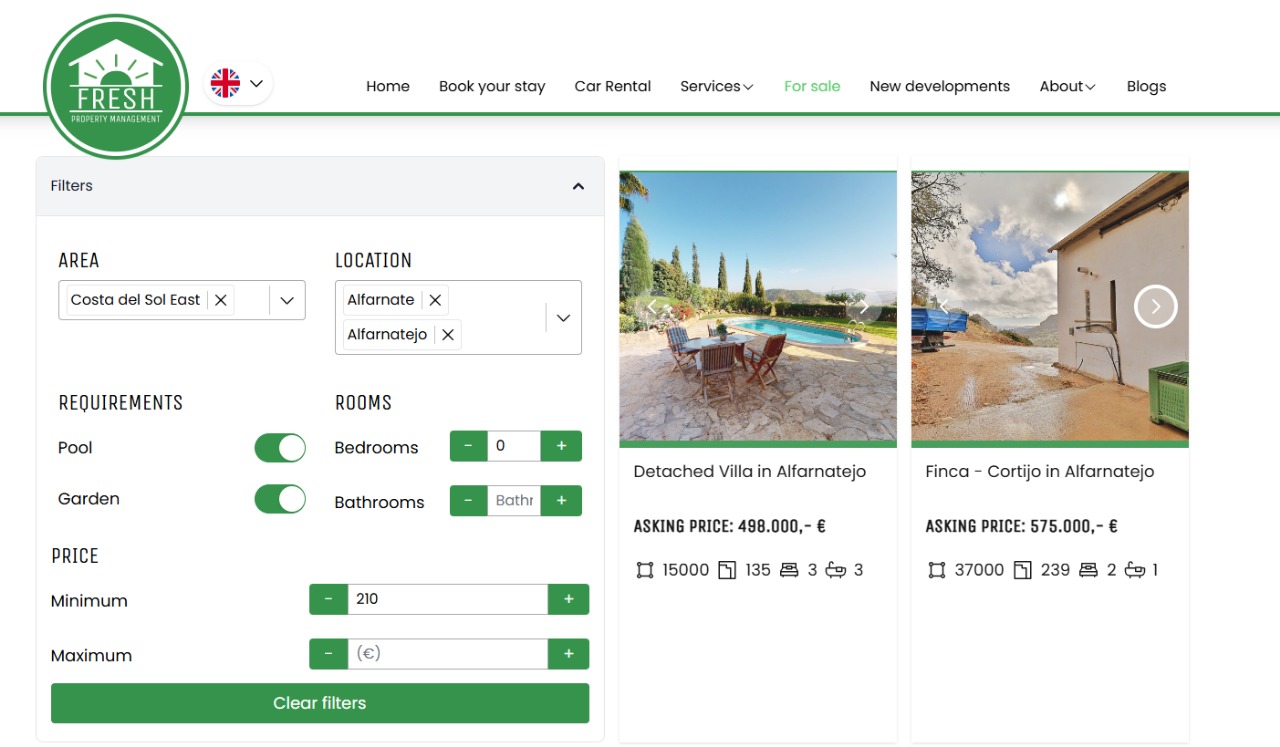 FRESH
PROPERTY MANAGEMENT
Home Book your stay Car Rental Services For sale New developments About Blogs
Filters
AREA
Costa del Sol East
LOCATION
Alfarnate
Alfarnatejo
REQUIREMENTS
Pool
Garden
ROOMS
Bedrooms - 0 +
Bathrooms - Bathr +
PRICE
Minimum - 210 +
Maximum - (€) +
Clear filters
Detached Villa in Alfarnatejo
ASKING PRICE: 498.000,- €
15000 135 3 3
Finca - Cortijo in Alfarnatejo
ASKING PRICE: 575.000,- €
37000 239 2 1